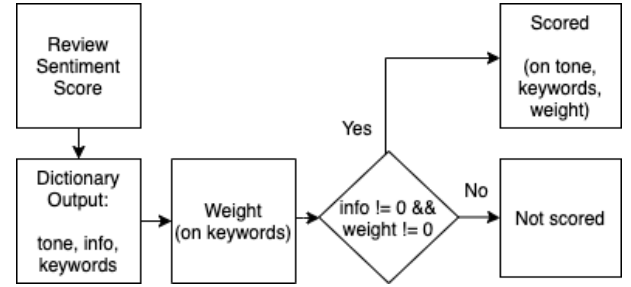 Review
Sentiment
Score
Dictionary
Output:
tone, info,
keywords
Weight
(on keywords)
info != 0 &&
weight != 0
Yes
No
Scored
(on tone,
keywords,
weight)
Not scored